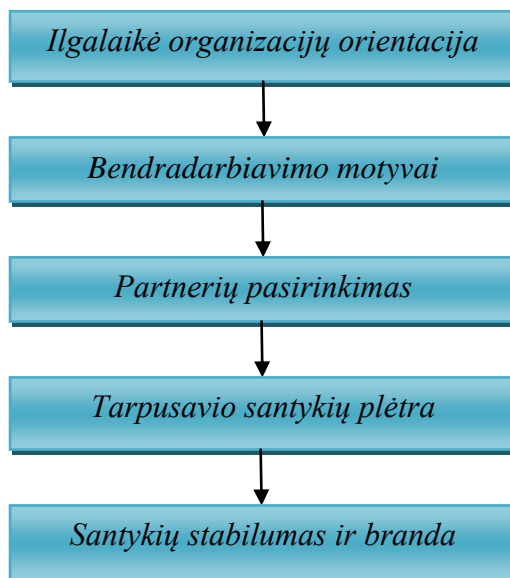 Ilgalaikė organizacijų orientacija
Bendradarbiavimo motyvai
Partnerių pasirinkimas
Tarpusavio santykių plėtra
Santykių stabilumas ir branda